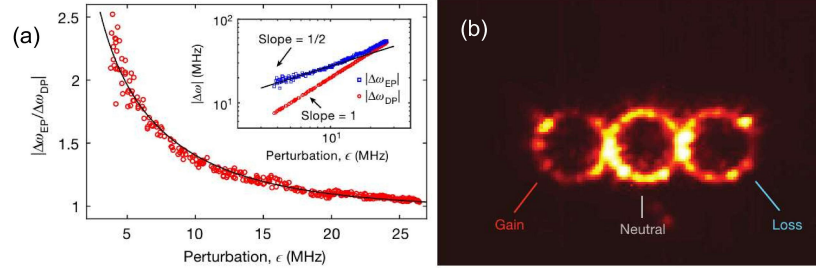 (a)
2.5
2
1.5
1
5
10
15
20
25
|Δω_EP/Δω_DP|
Perturbation, ϵ (MHz)
10²
10¹
10¹
|Δω| (MHz)
Perturbation, ϵ (MHz)
Slope = 1/2
Slope = 1
|Δω_EP|
|Δω_DP|
(b)
Gain
Neutral
Loss